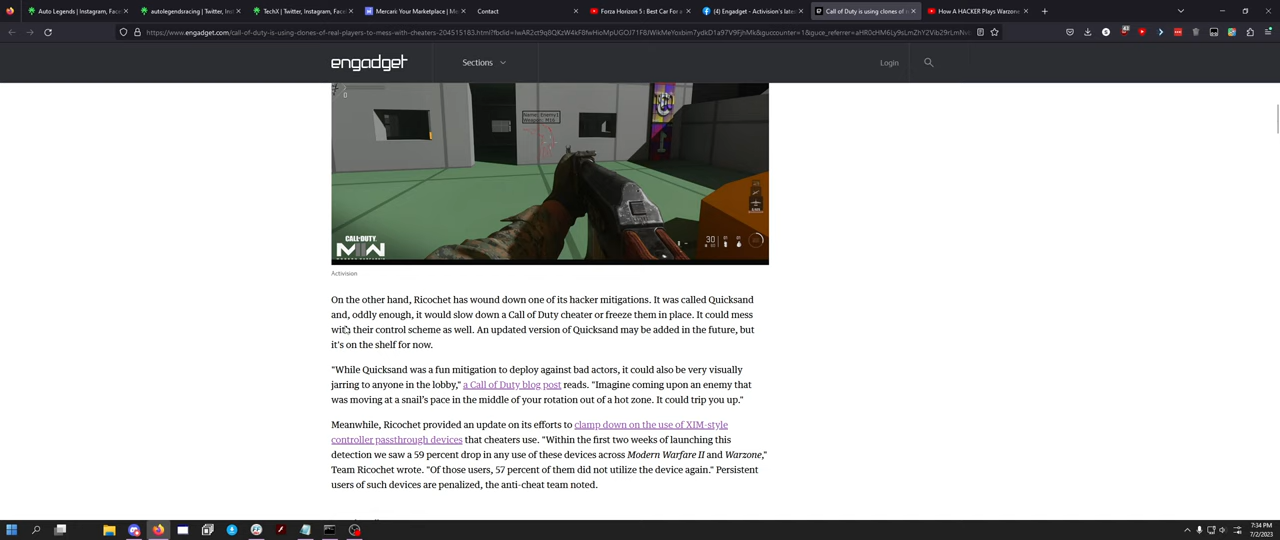 Auto Legends | Instagram, Fac
autolegendsracing | Twitter, Ins
TechX | Twitter, Instagram, Face
Mercari: Your Marketplace | Me
Contact
Forza Horizon 5 : Best Car For a
(4) Engadget - Activision's lates
Call of Duty is using clones of r
How A HACKER Plays Warzone
engadget
Sections
Login
Name: Enemy1
Weapon: M16
30
CALL·DUTY
MW
Activision
On the other hand, Ricochet has wound down one of its hacker mitigations. It was called Quicksand
and, oddly enough, it would slow down a Call of Duty cheater or freeze them in place. It could mess
with their control scheme as well. An updated version of Quicksand may be added in the future, but
it's on the shelf for now.
"While Quicksand was a fun mitigation to deploy against bad actors, it could also be very visually
jarring to anyone in the lobby," a Call of Duty blog post reads. "Imagine coming upon an enemy that
was moving at a snail's pace in the middle of your rotation out of a hot zone. It could trip you up."
Meanwhile, Ricochet provided an update on its efforts to clamp down on the use of XIM-style
controller passthrough devices that cheaters use. "Within the first two weeks of launching this
detection we saw a 59 percent drop in any use of these devices across Modern Warfare II and Warzone,"
Team Ricochet wrote. "Of those users, 57 percent of them did not utilize the device again." Persistent
users of such devices are penalized, the anti-cheat team noted.
7:34 PM
7/2/2023